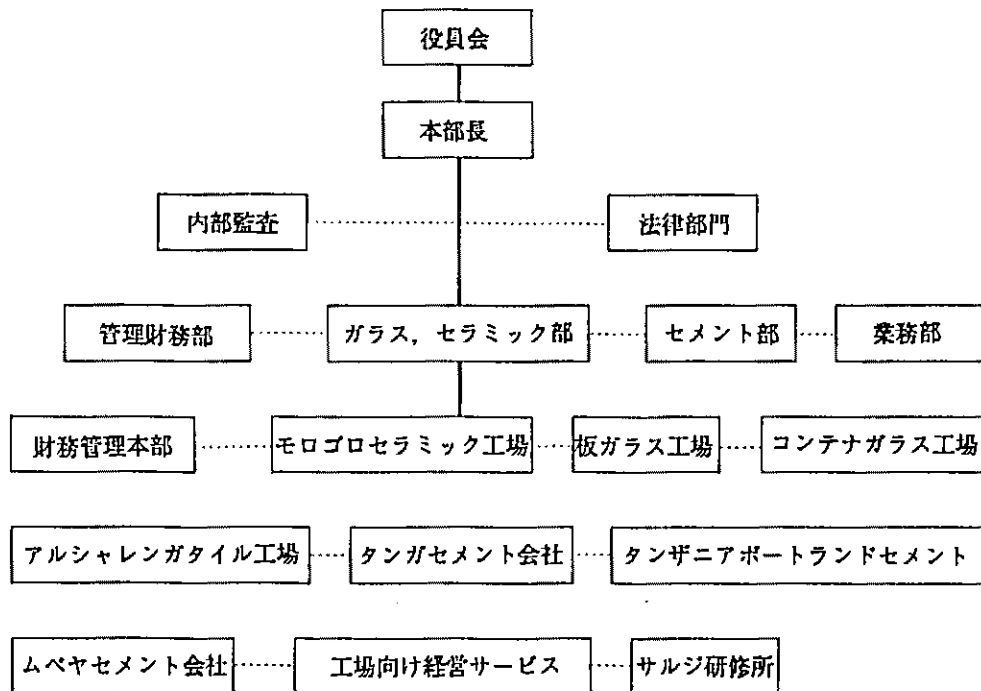 役員会
本部長
内部監査 法律部門
管理財務部 ガラス，セラミック部 セメント部 業務部
財務管理本部 モロゴロセラミック工場 板ガラス工場 コンテナガラス工場
アルシャレンガタイル工場 タンガセメント会社 タンザニアポートランドセメント
ムベヤセメント会社 工場向け経営サービス サルジ研修所